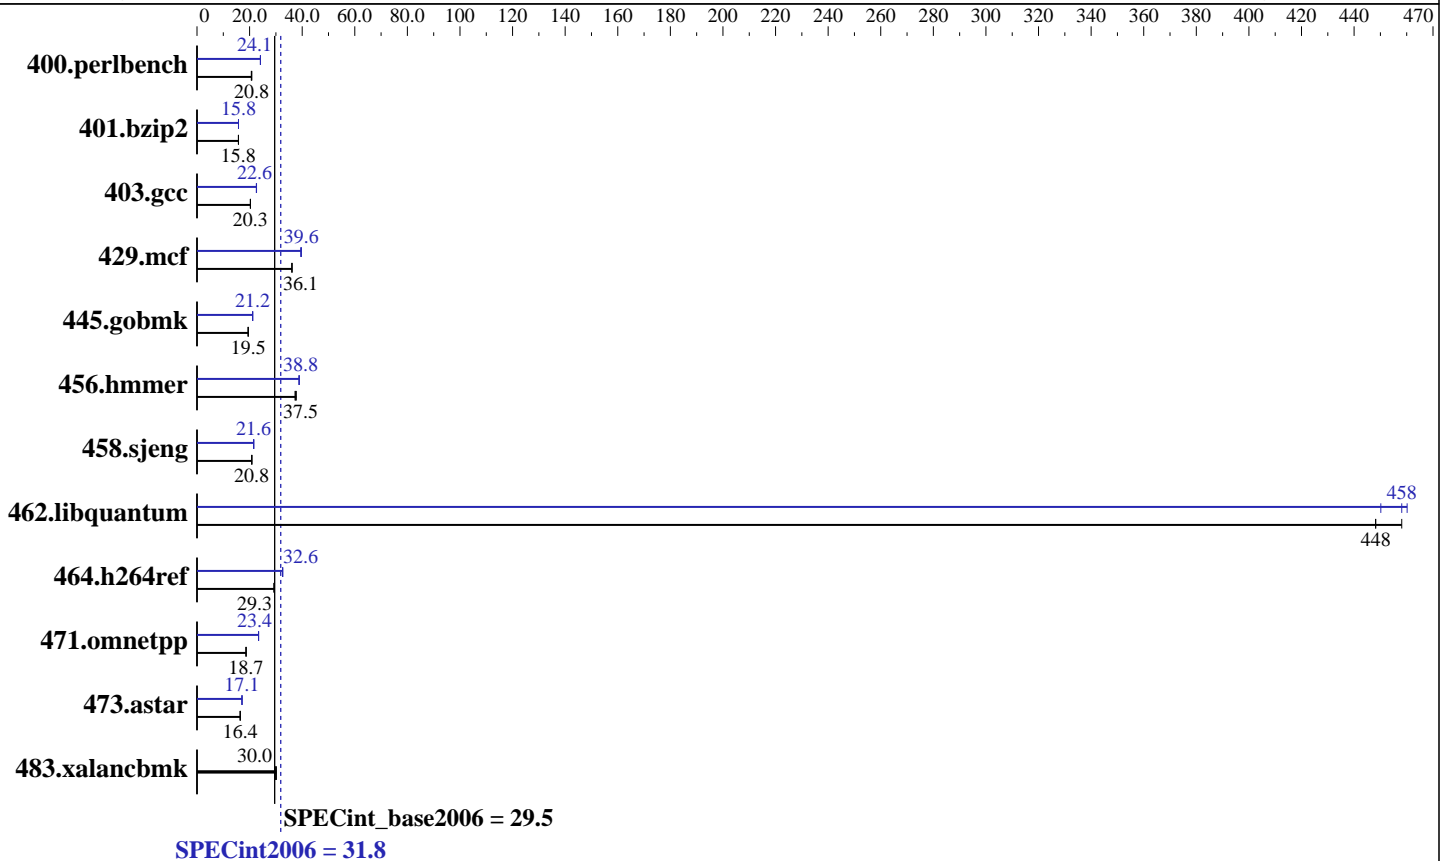 0 20.0 40.0 60.0 80.0 100 120 140 160 180 200 220 240 260 280 300 320 340 360 380 400 420 440 470
24.1
400.perlbench
20.8
15.8
401.bzip2
15.8
22.6
403.gcc
20.3
39.6
429.mcf
36.1
21.2
445.gobmk
19.5
38.8
456.hmmer
37.5
21.6
458.sjeng
20.8
458
462.libquantum
448
32.6
464.h264ref
29.3
23.4
471.omnetpp
18.7
17.1
473.astar
16.4
30.0
483.xalancbmk
SPECint_base2006 = 29.5
SPECint2006 = 31.8